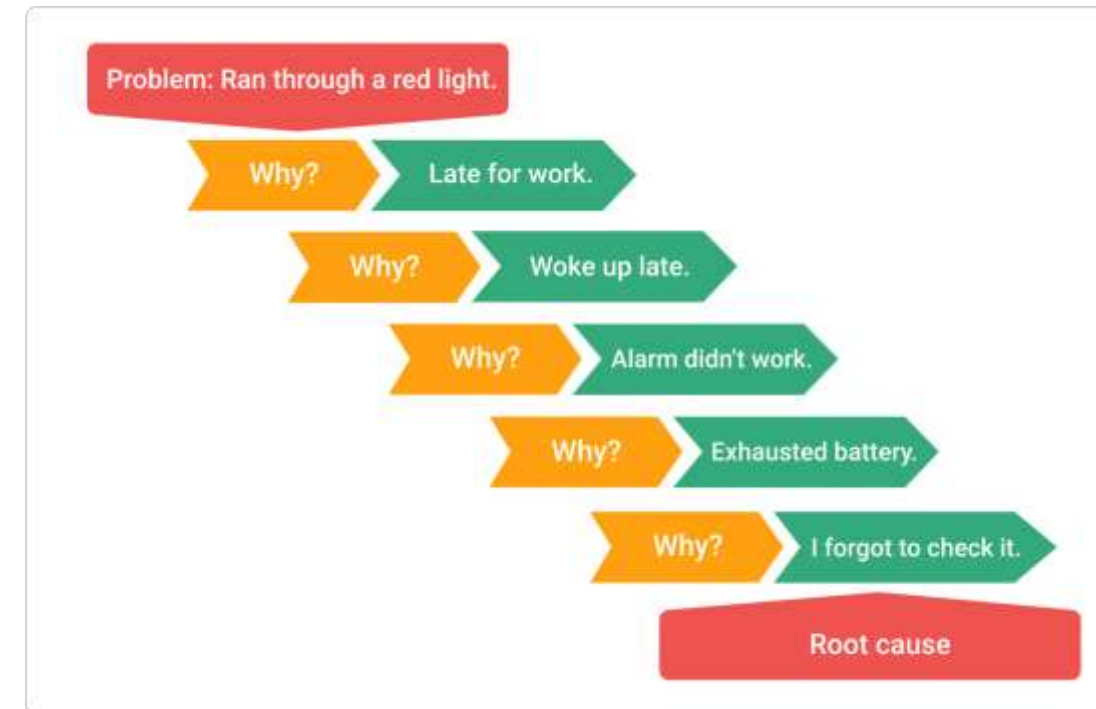 Problem: Ran through a red light.
Why? Late for work.
Why? Woke up late.
Why? Alarm didn't work.
Why? Exhausted battery.
Why? I forgot to check it.
Root cause